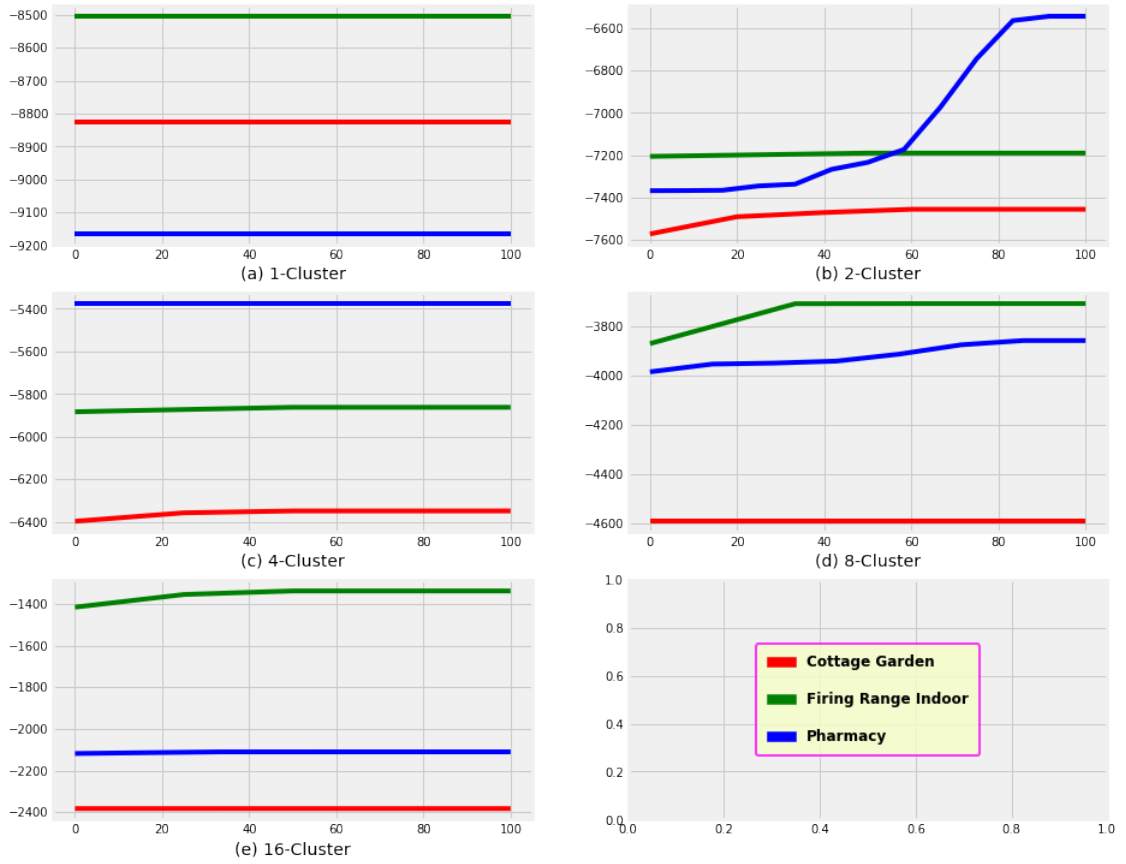 −8500
−8600
−8700
−8800
−8900
−9000
−9100
−9200
0 20 40 60 80 100
(a) 1-Cluster
−6600
−6800
−7000
−7200
−7400
−7600
0 20 40 60 80 100
(b) 2-Cluster
−5400
−5600
−5800
−6000
−6200
−6400
0 20 40 60 80 100
(c) 4-Cluster
−3800
−4000
−4200
−4400
−4600
0 20 40 60 80 100
(d) 8-Cluster
−1400
−1600
−1800
−2000
−2200
−2400
0 20 40 60 80 100
(e) 16-Cluster
1.0
0.8
0.6
0.4
0.2
0.0
0.0 0.2 0.4 0.6 0.8 1.0
Cottage Garden
Firing Range Indoor
Pharmacy